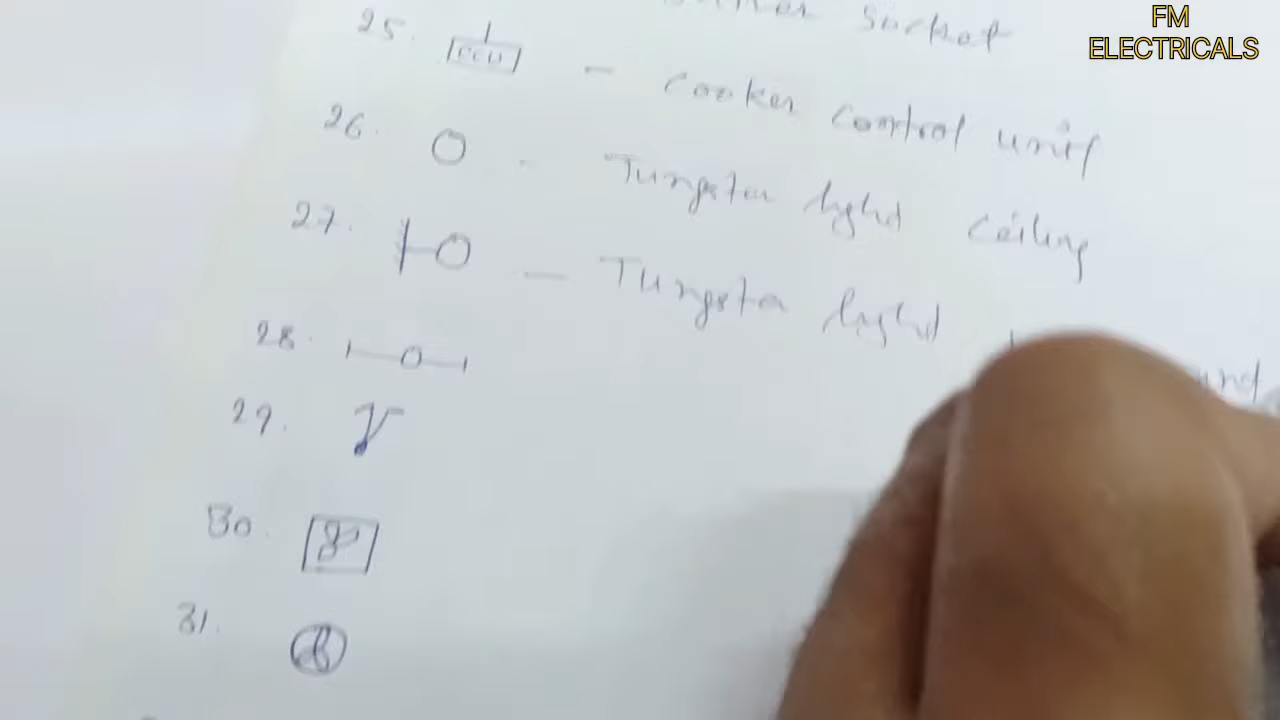 FM
ELECTRICALS
Socket
25. CCU - Cooker control unit
26. - Tungsten light ceiling
27. - Tungsten light
28.
29.
30.
31.